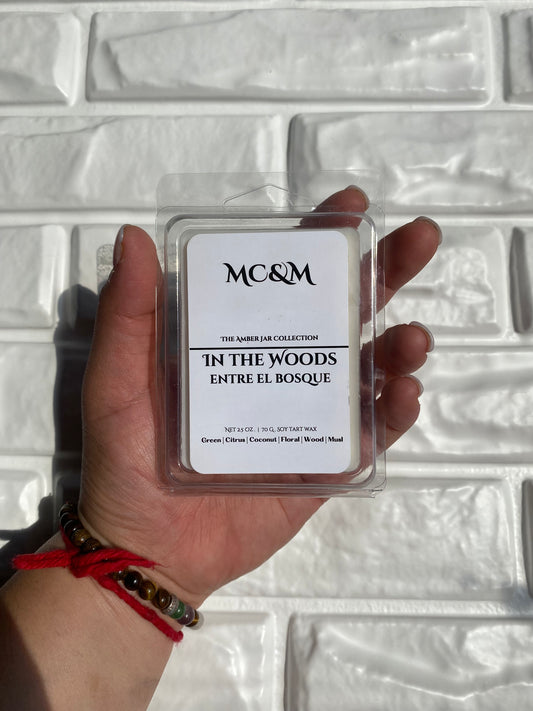 MC&M
The Amber Jar Collection
In the Woods
entre el bosque
Net 2.5 oz. | 70 g, Soy Tart Wax
Green | Citrus | Coconut | Floral | Wood | Mual